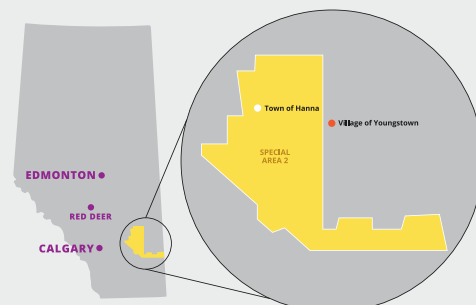 EDMONTON
RED DEER
CALGARY
Town of Hanna
Village of Youngstown
SPECIAL
AREA 2